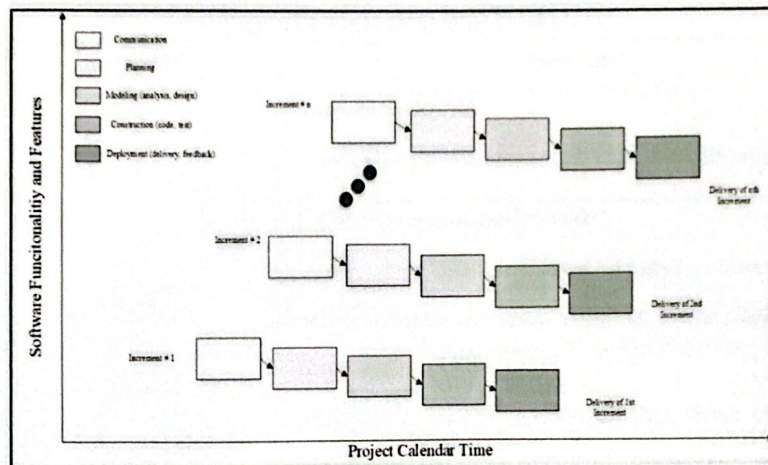 Communication
Planning
Modeling (analysis, design)
Construction (code, test)
Deployment (delivery, feedback)
Increment # n
Delivery of nth
Increment
Increment # 2
Delivery of 2nd
Increment
Increment # 1
Delivery of 1st
Increment
Software Funcitonalitiy and Features
Project Calendar Time